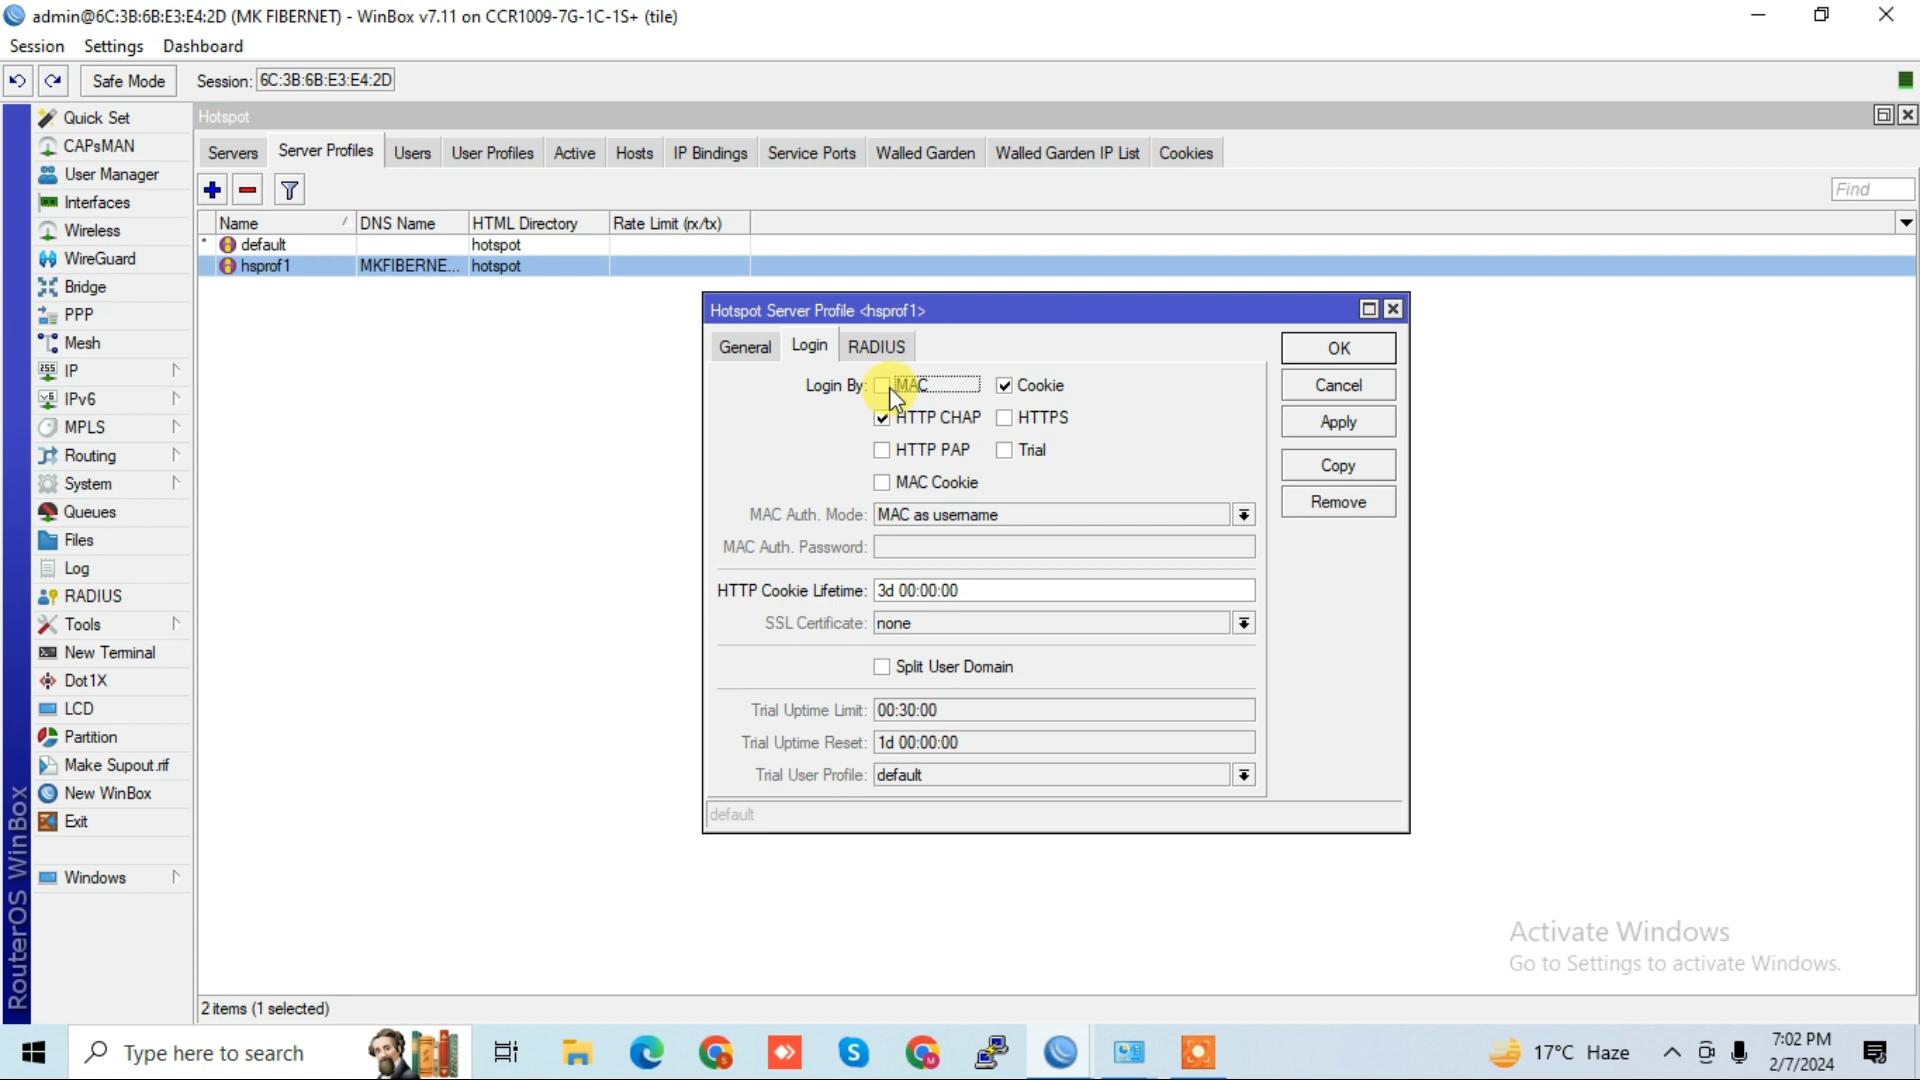 admin@6C:3B:6B:E3:E4:2D (MK FIBERNET) - WinBox v7.11 on CCR1009-7G-1C-1S+ (tile)
Session Settings Dashboard
Safe Mode Session: 6C:3B:6B:E3:E4:2D
RouterOS WinBox
Quick Set
CAPsMAN
User Manager
Interfaces
Wireless
WireGuard
Bridge
PPP
Mesh
IP
IPv6
MPLS
Routing
System
Queues
Files
Log
RADIUS
Tools
New Terminal
Dot1X
LCD
Partition
Make Supout.rif
New WinBox
Exit
Windows
Hotspot
Servers Server Profiles Users User Profiles Active Hosts IP Bindings Service Ports Walled Garden Walled Garden IP List Cookies
Find
Name DNS Name HTML Directory Rate Limit (rx/tx)
* default hotspot
hsprof1 MKFIBERNE... hotspot
Hotspot Server Profile <hsprof1>
General Login RADIUS
Login By: MAC Cookie
HTTP CHAP HTTPS
HTTP PAP Trial
MAC Cookie
MAC Auth. Mode: MAC as username
MAC Auth. Password:
HTTP Cookie Lifetime: 3d 00:00:00
SSL Certificate: none
Split User Domain
Trial Uptime Limit: 00:30:00
Trial Uptime Reset: 1d 00:00:00
Trial User Profile: default
default
OK
Cancel
Apply
Copy
Remove
Activate Windows
Go to Settings to activate Windows.
2 items (1 selected)
Type here to search
17°C Haze
7:02 PM
2/7/2024